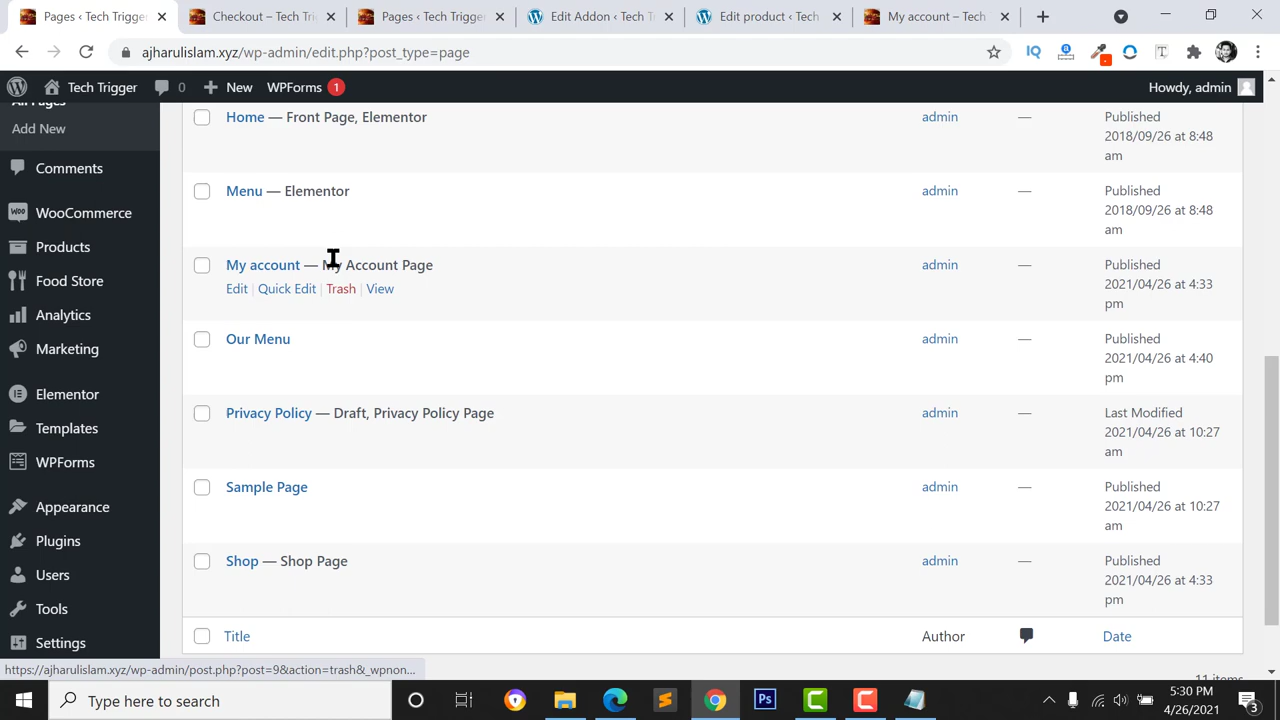 Pages ‹ Tech Trigge
Checkout – Tech Tri
Pages ‹ Tech Trigge
Edit Addon ‹ Tech T
Edit product ‹ Tech
My account – Tech
ajharulislam.xyz/wp-admin/edit.php?post_type=page
Tech Trigger
0
New
WPForms
1
Howdy, admin
All Pages
Add New
Comments
WooCommerce
Products
Food Store
Analytics
Marketing
Elementor
Templates
WPForms
Appearance
Plugins
Users
Tools
Settings
Home — Front Page, Elementor
admin
—
Published
2018/09/26 at 8:48
am
Menu — Elementor
admin
—
Published
2018/09/26 at 8:48
am
My account — My Account Page
Edit | Quick Edit | Trash | View
admin
—
Published
2021/04/26 at 4:33
pm
Our Menu
admin
—
Published
2021/04/26 at 4:40
pm
Privacy Policy — Draft, Privacy Policy Page
admin
—
Last Modified
2021/04/26 at 10:27
am
Sample Page
admin
—
Published
2021/04/26 at 10:27
am
Shop — Shop Page
admin
—
Published
2021/04/26 at 4:33
pm
Title
Author
Date
11 items
https://ajharulislam.xyz/wp-admin/post.php?post=9&action=trash&_wpnon...
Type here to search
5:30 PM
4/26/2021
3